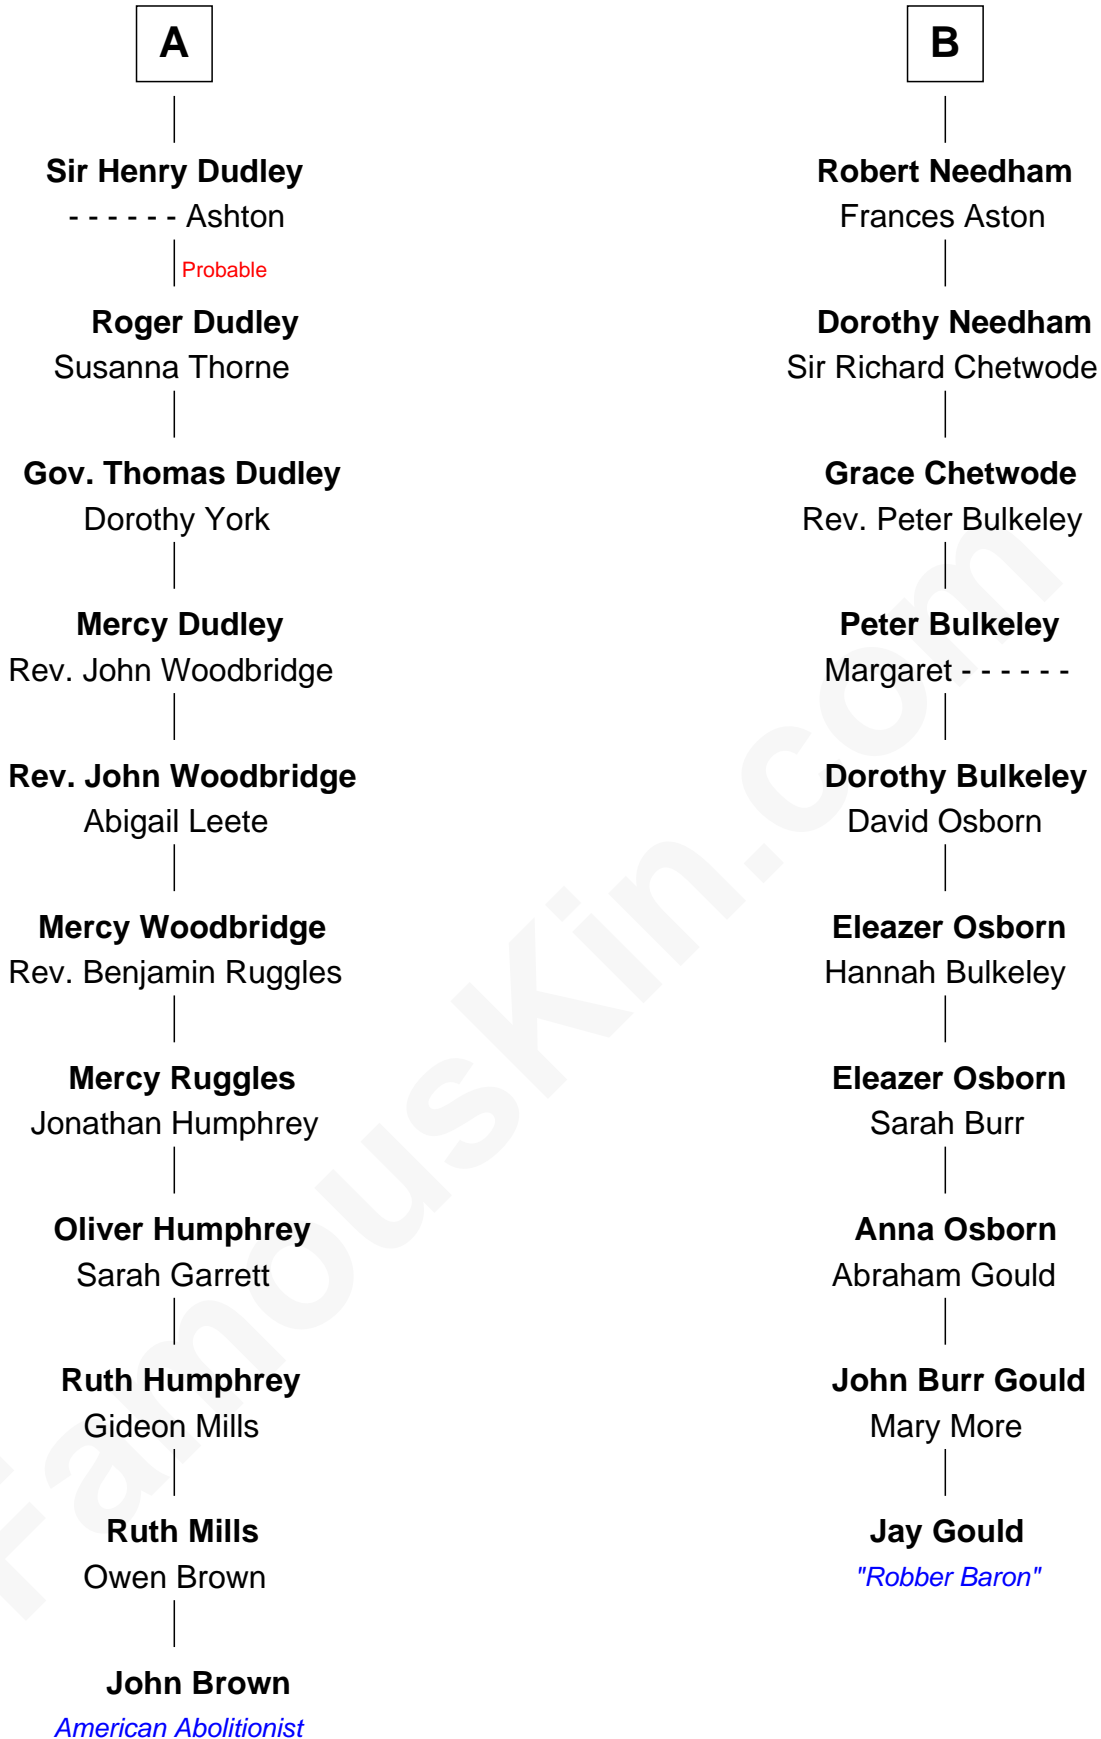 A
Sir Henry Dudley
- - - - - - Ashton
Probable
Roger Dudley
Susanna Thorne
Gov. Thomas Dudley
Dorothy York
Mercy Dudley
Rev. John Woodbridge
Rev. John Woodbridge
Abigail Leete
Mercy Woodbridge
Rev. Benjamin Ruggles
Mercy Ruggles
Jonathan Humphrey
Oliver Humphrey
Sarah Garrett
Ruth Humphrey
Gideon Mills
Ruth Mills
Owen Brown
John Brown
American Abolitionist
B
Robert Needham
Frances Aston
Dorothy Needham
Sir Richard Chetwode
Grace Chetwode
Rev. Peter Bulkeley
Peter Bulkeley
Margaret - - - - - -
Dorothy Bulkeley
David Osborn
Eleazer Osborn
Hannah Bulkeley
Eleazer Osborn
Sarah Burr
Anna Osborn
Abraham Gould
John Burr Gould
Mary More
Jay Gould
"Robber Baron"
FamousKin.com